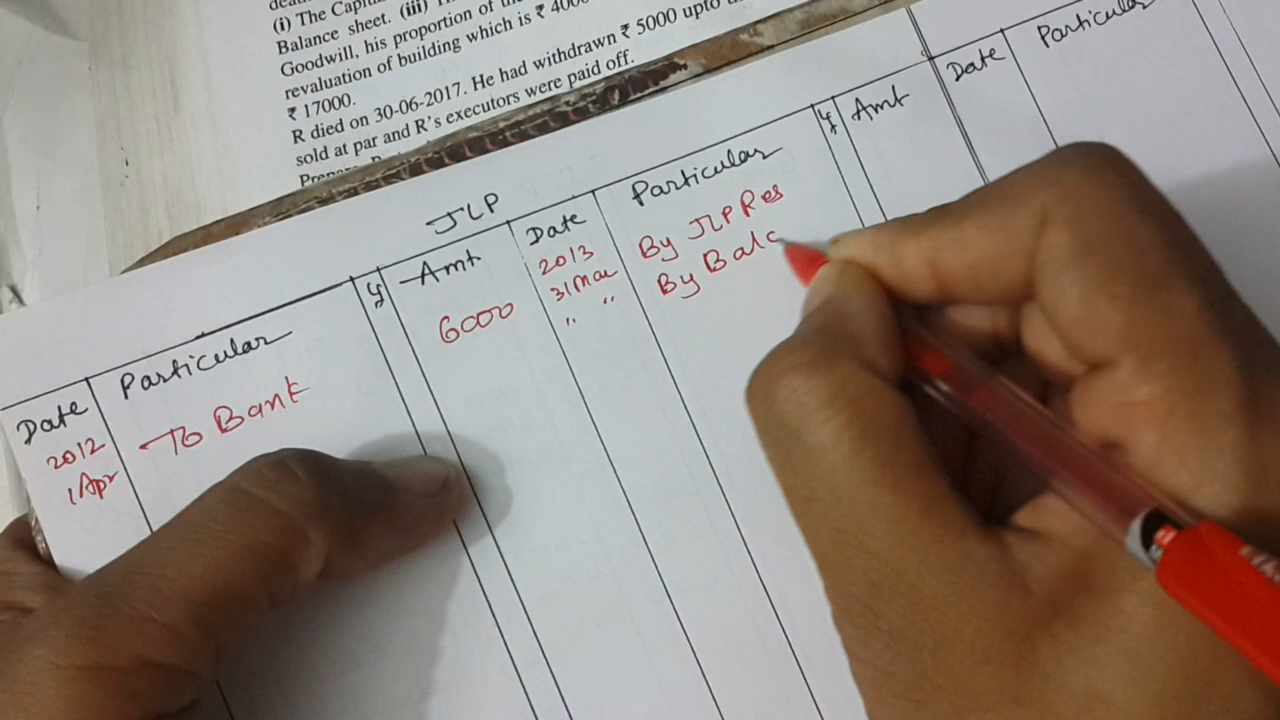 (i) The Capital
Balance sheet. (iii)
Goodwill, his proportion of the
revaluation of building which is ₹ 4000
₹ 17000.
R died on 30-06-2017. He had withdrawn ₹ 5000 upto
sold at par and R's executors were paid off.
JLP
Date Particular Amt Date Particular Amt Date Particular
2012 To Bank 6000 2013 By JLP Res
1 Apr 31 Mar By Balc
" "